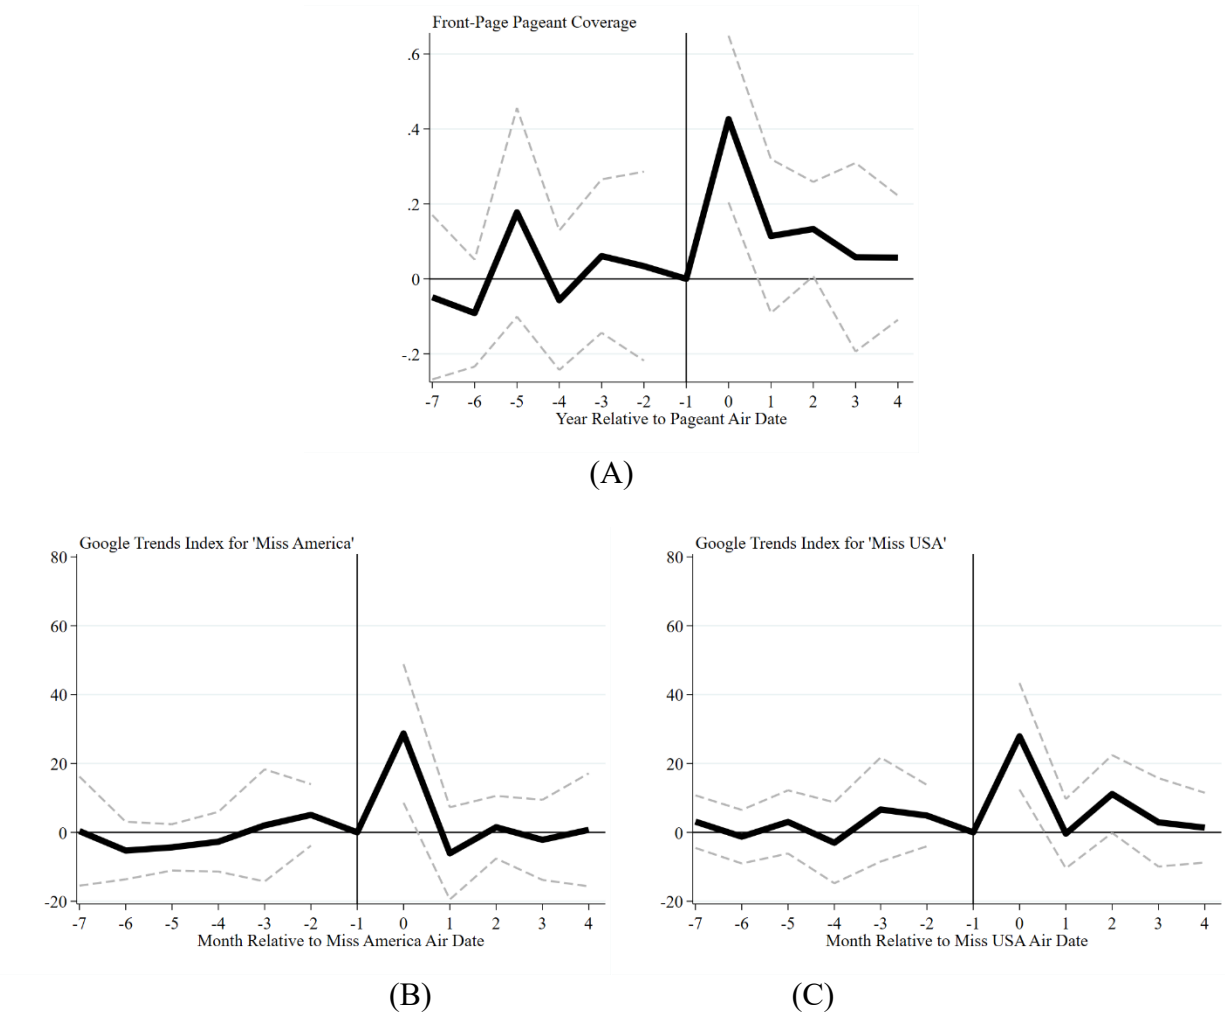 Front-Page Pageant Coverage
.6
.4
.2
0
-.2
-7 -6 -5 -4 -3 -2 -1 0 1 2 3 4
Year Relative to Pageant Air Date
(A)
Google Trends Index for 'Miss America'
80
60
40
20
0
-20
-7 -6 -5 -4 -3 -2 -1 0 1 2 3 4
Month Relative to Miss America Air Date
(B)
Google Trends Index for 'Miss USA'
80
60
40
20
0
-20
-7 -6 -5 -4 -3 -2 -1 0 1 2 3 4
Month Relative to Miss USA Air Date
(C)